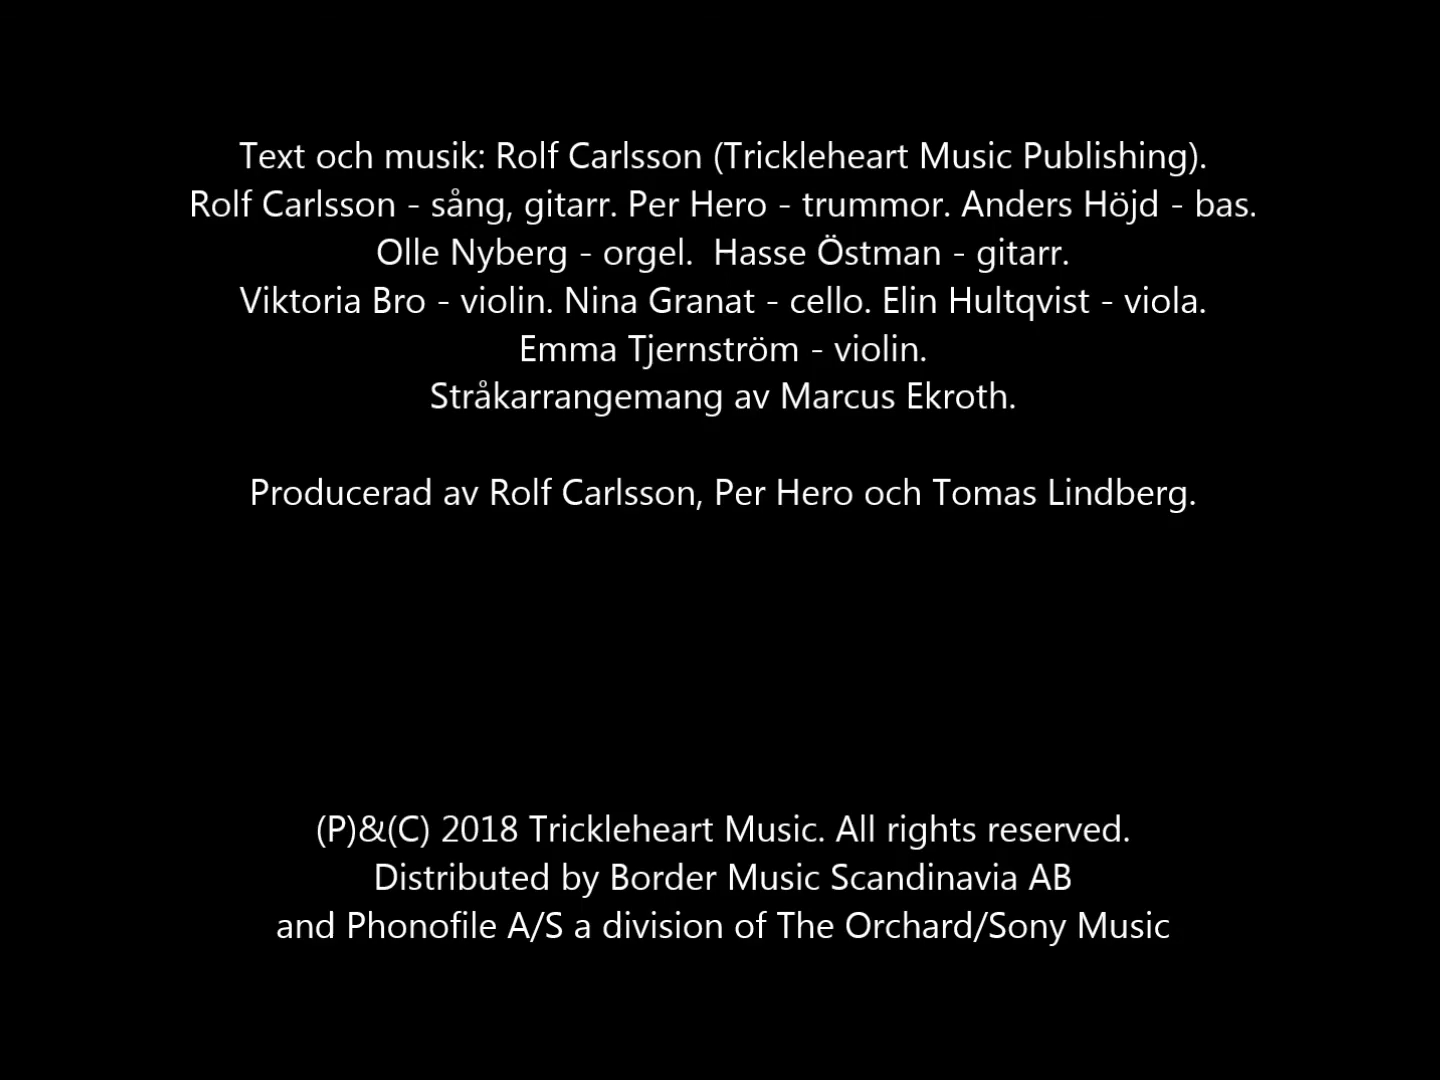 Text och musik: Rolf Carlsson (Trickleheart Music Publishing).
Rolf Carlsson - sång, gitarr. Per Hero - trummor. Anders Höjd - bas.
Olle Nyberg - orgel.  Hasse Östman - gitarr.
Viktoria Bro - violin. Nina Granat - cello. Elin Hultqvist - viola.
Emma Tjernström - violin.
Stråkarrangemang av Marcus Ekroth.
Producerad av Rolf Carlsson, Per Hero och Tomas Lindberg.
(P)&(C) 2018 Trickleheart Music. All rights reserved.
Distributed by Border Music Scandinavia AB
and Phonofile A/S a division of The Orchard/Sony Music